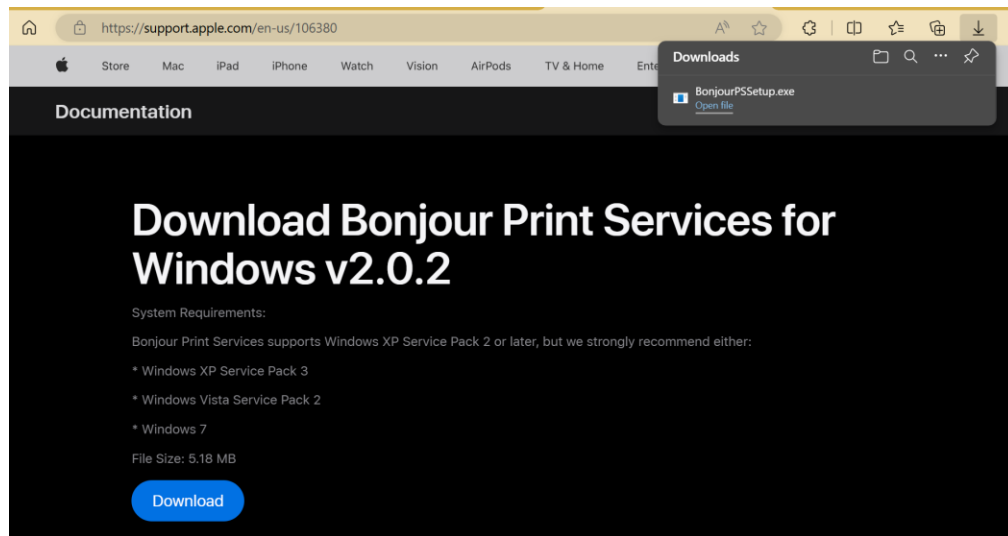 https://support.apple.com/en-us/106380
Store Mac iPad iPhone Watch Vision AirPods TV & Home Ente
Downloads
BonjourPSSetup.exe
Open file
Documentation
Download Bonjour Print Services for
Windows v2.0.2
System Requirements:
Bonjour Print Services supports Windows XP Service Pack 2 or later, but we strongly recommend either:
* Windows XP Service Pack 3
* Windows Vista Service Pack 2
* Windows 7
File Size: 5.18 MB
Download